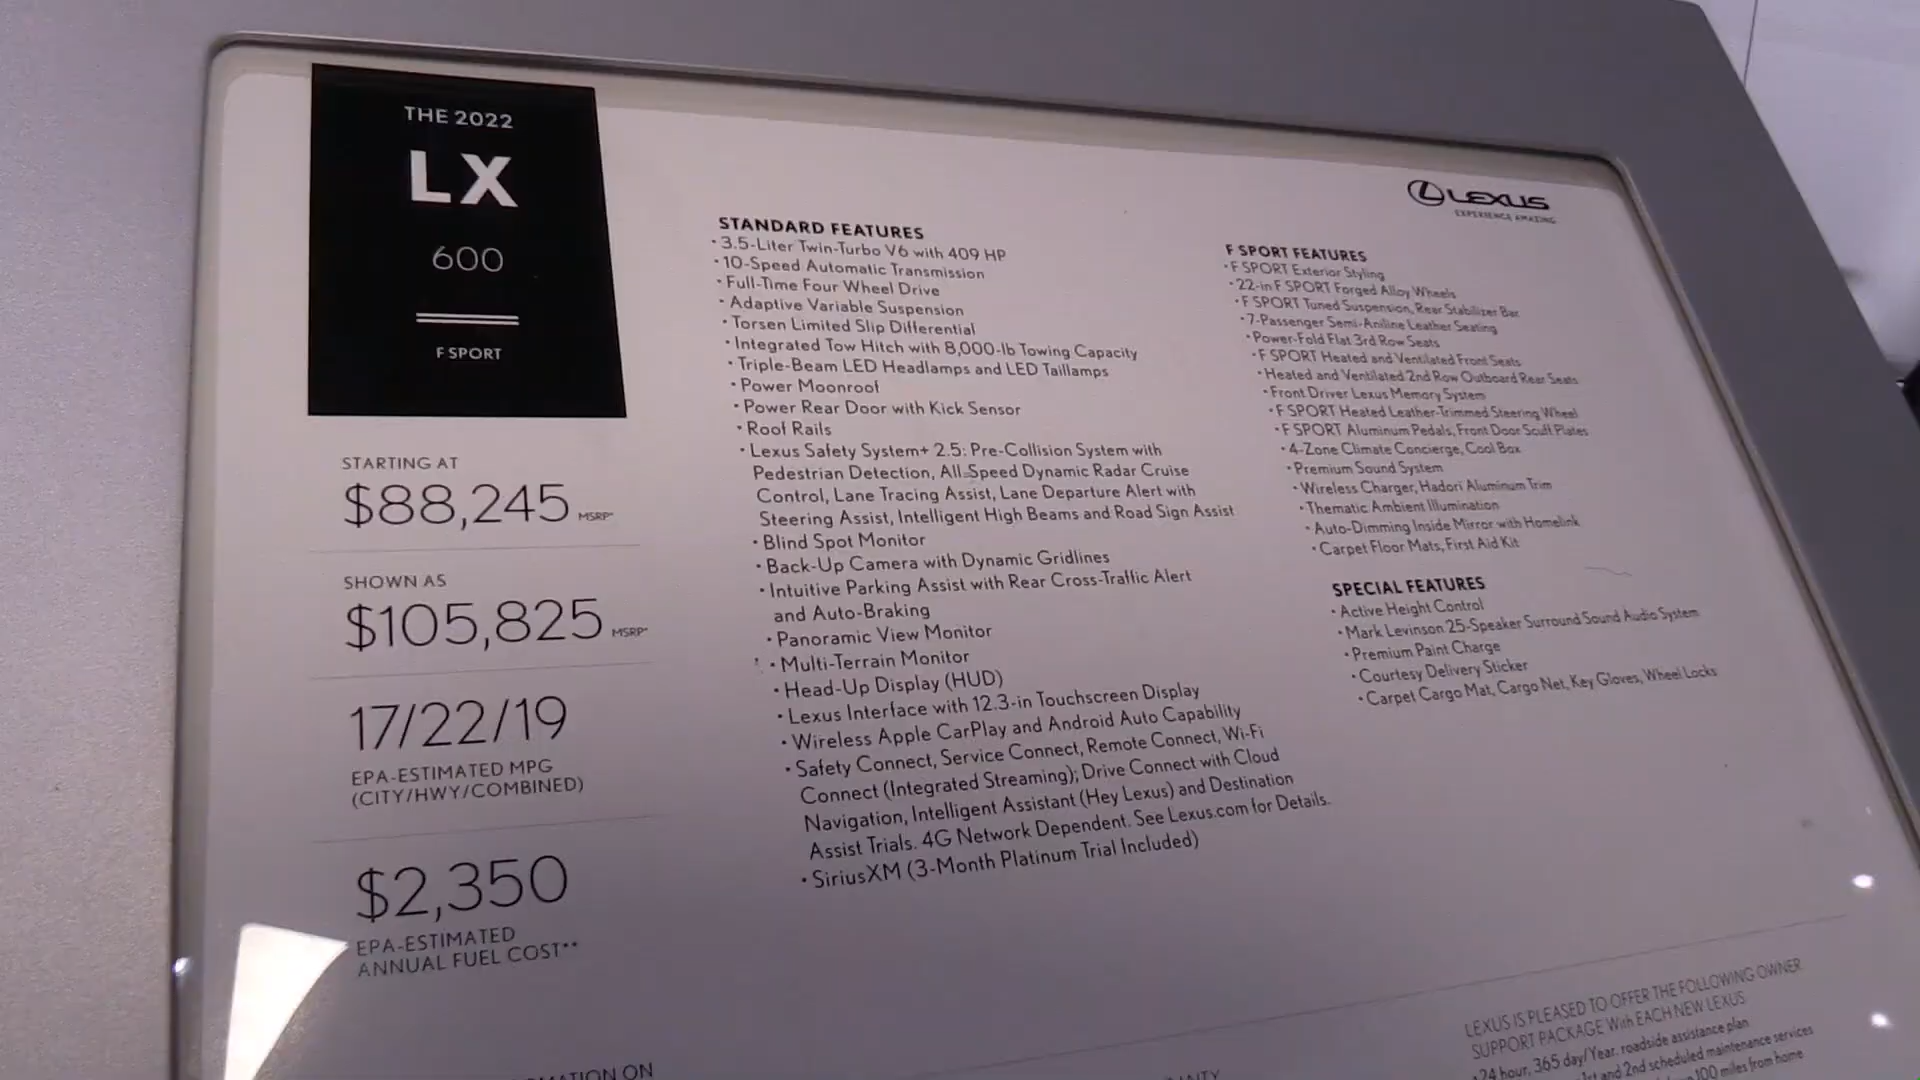 THE 2022
LX
600
F SPORT
STARTING AT
$88,245 MSRP*
SHOWN AS
$105,825 MSRP*
17/22/19
EPA-ESTIMATED MPG
(CITY/HWY/COMBINED)
$2,350
EPA-ESTIMATED
ANNUAL FUEL COST**
STANDARD FEATURES
• 3.5-Liter Twin-Turbo V6 with 409 HP
• 10-Speed Automatic Transmission
• Full-Time Four Wheel Drive
• Adaptive Variable Suspension
• Torsen Limited Slip Differential
• Integrated Tow Hitch with 8,000-lb Towing Capacity
• Triple-Beam LED Headlamps and LED Taillamps
• Power Moonroof
• Power Rear Door with Kick Sensor
• Roof Rails
• Lexus Safety System+ 2.5: Pre-Collision System with
Pedestrian Detection, All-Speed Dynamic Radar Cruise
Control, Lane Tracing Assist, Lane Departure Alert with
Steering Assist, Intelligent High Beams and Road Sign Assist
• Blind Spot Monitor
• Back-Up Camera with Dynamic Gridlines
• Intuitive Parking Assist with Rear Cross-Traffic Alert
and Auto-Braking
• Panoramic View Monitor
• Multi-Terrain Monitor
• Head-Up Display (HUD)
• Lexus Interface with 12.3-in Touchscreen Display
• Wireless Apple CarPlay and Android Auto Capability
• Safety Connect, Service Connect, Remote Connect, Wi-Fi
Connect (Integrated Streaming); Drive Connect with Cloud
Navigation, Intelligent Assistant (Hey Lexus) and Destination
Assist Trials. 4G Network Dependent. See Lexus.com for Details.
• SiriusXM (3-Month Platinum Trial Included)
LEXUS
EXPERIENCE AMAZING
F SPORT FEATURES
• F SPORT Exterior Styling
• 22-in F SPORT Forged Alloy Wheels
• F SPORT Tuned Suspension, Rear Stabilizer Bar
• 7-Passenger Semi-Aniline Leather Seating
• Power-Fold Flat 3rd Row Seats
• F SPORT Heated and Ventilated Front Seats
• Heated and Ventilated 2nd Row Outboard Rear Seats
• Front Driver Lexus Memory System
• F SPORT Heated Leather-Trimmed Steering Wheel
• F SPORT Aluminum Pedals, Front Door Scuff Plates
• 4-Zone Climate Concierge, Cool Box
• Premium Sound System
• Wireless Charger, Hadori Aluminum Trim
• Thematic Ambient Illumination
• Auto-Dimming Inside Mirror with Homelink
• Carpet Floor Mats, First Aid Kit
SPECIAL FEATURES
• Active Height Control
• Mark Levinson 25-Speaker Surround Sound Audio System
• Premium Paint Charge
• Courtesy Delivery Sticker
• Carpet Cargo Mat, Cargo Net, Key Gloves, Wheel Locks
LEXUS IS PLEASED TO OFFER THE FOLLOWING OWNER
SUPPORT PACKAGE With EACH NEW LEXUS
• 24 hour, 365 day/Year. roadside assistance plan
1st and 2nd scheduled maintenance services
100 miles from home
ON